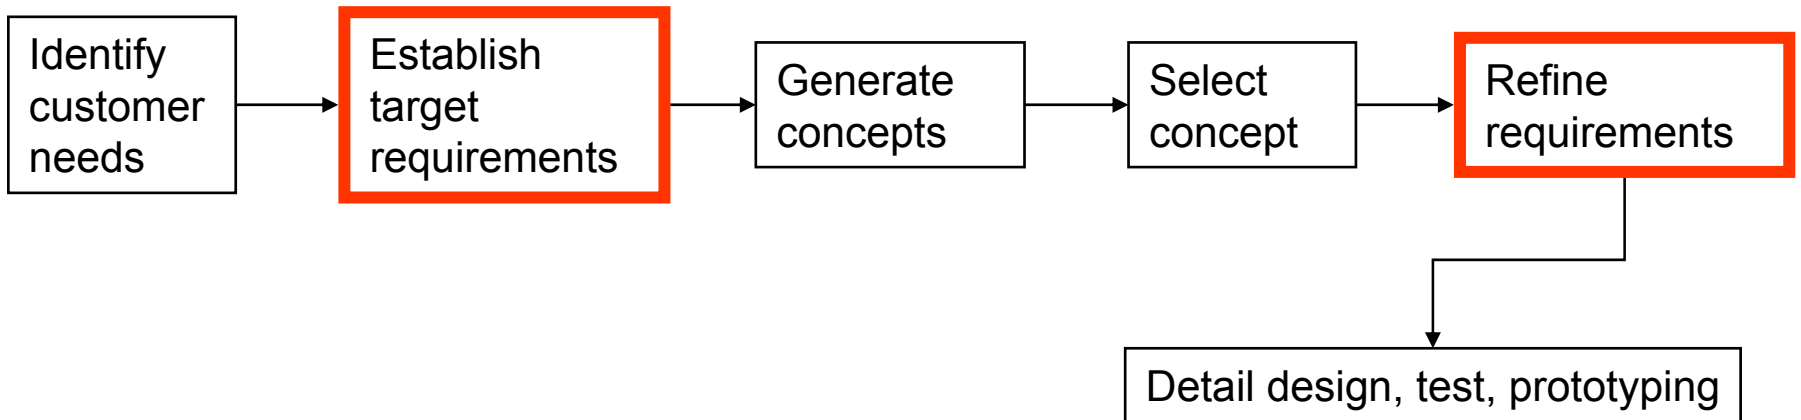 Identify
customer
needs
Establish
target
requirements
Generate
concepts
Select
concept
Refine
requirements
Detail design, test, prototyping